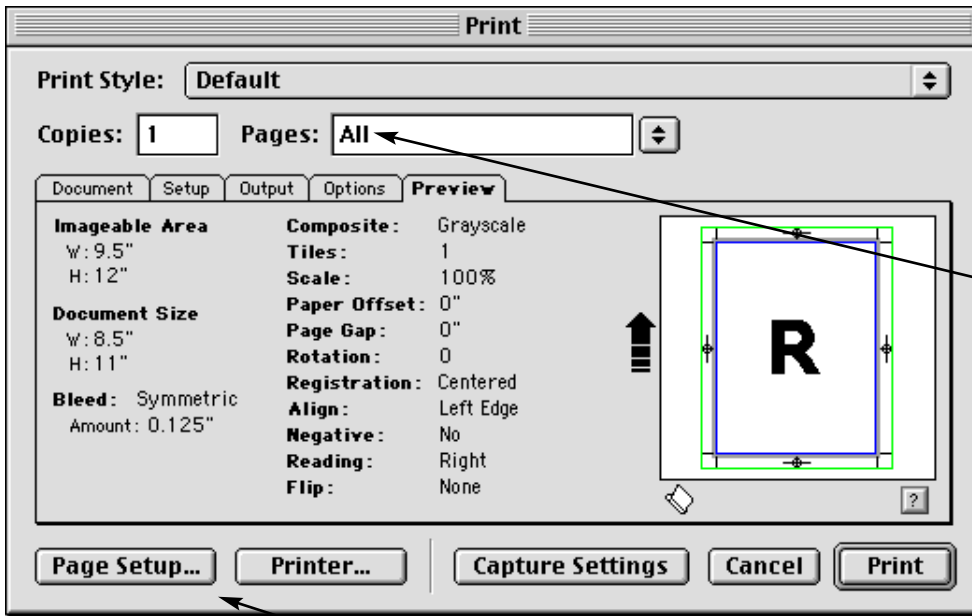 Print
Print Style: Default
Copies: 1 Pages: All
Document Setup Output Options Preview
Imageable Area
W: 9.5"
H: 12"
Document Size
W: 8.5"
H: 11"
Bleed: Symmetric
Amount: 0.125"
Composite: Grayscale
Tiles: 1
Scale: 100%
Paper Offset: 0"
Page Gap: 0"
Rotation: 0
Registration: Centered
Align: Left Edge
Negative: No
Reading: Right
Flip: None
R
?
Page Setup... Printer... Capture Settings Cancel Print